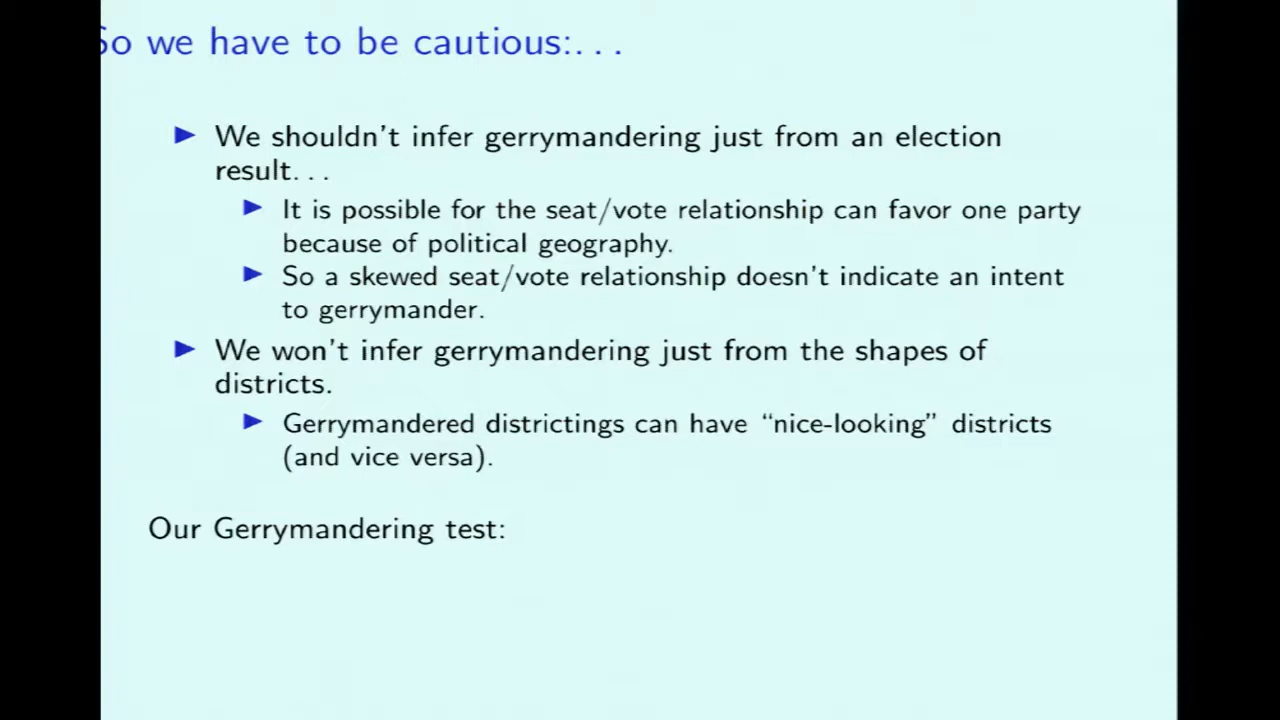 So we have to be cautious:...
▶ We shouldn't infer gerrymandering just from an election
result...
▶ It is possible for the seat/vote relationship can favor one party
because of political geography.
▶ So a skewed seat/vote relationship doesn't indicate an intent
to gerrymander.
▶ We won't infer gerrymandering just from the shapes of
districts.
▶ Gerrymandered districtings can have “nice-looking” districts
(and vice versa).
Our Gerrymandering test: